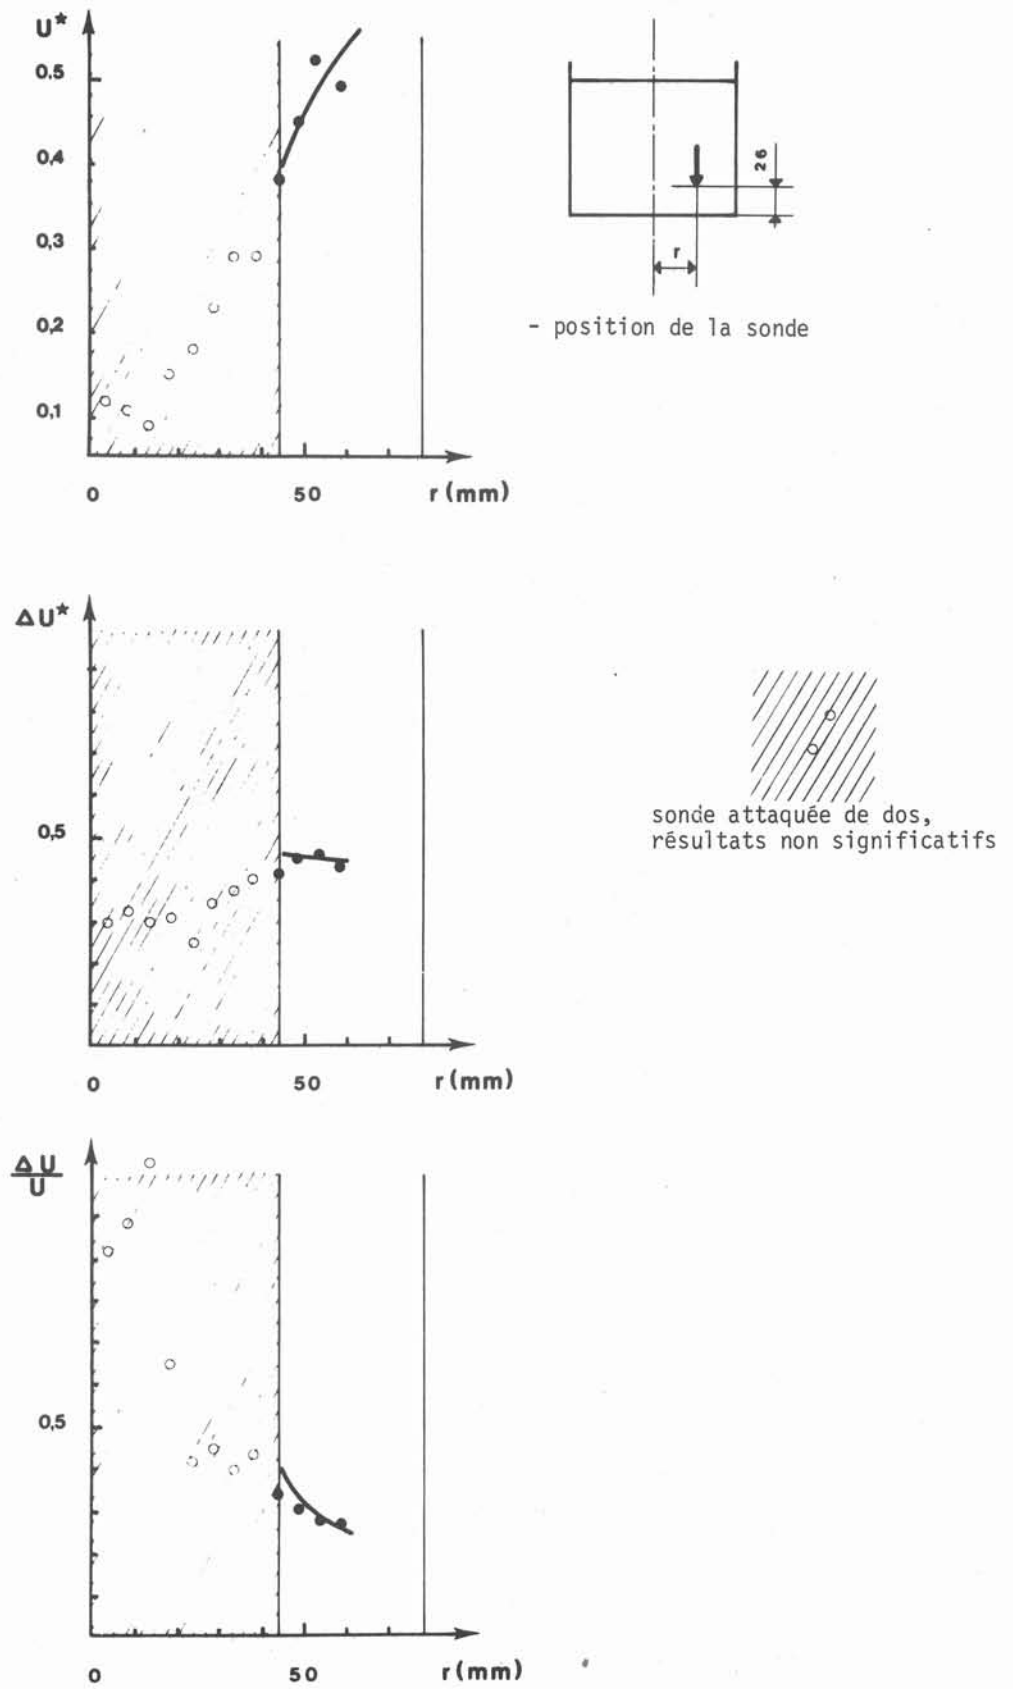 U*
0,5
0,4
0,3
0,2
0,1
0
50
r (mm)
26
r
- position de la sonde
ΔU*
0,5
0
50
r (mm)
sonde attaquée de dos,
résultats non significatifs
ΔU
U
0,5
0
50
r (mm)